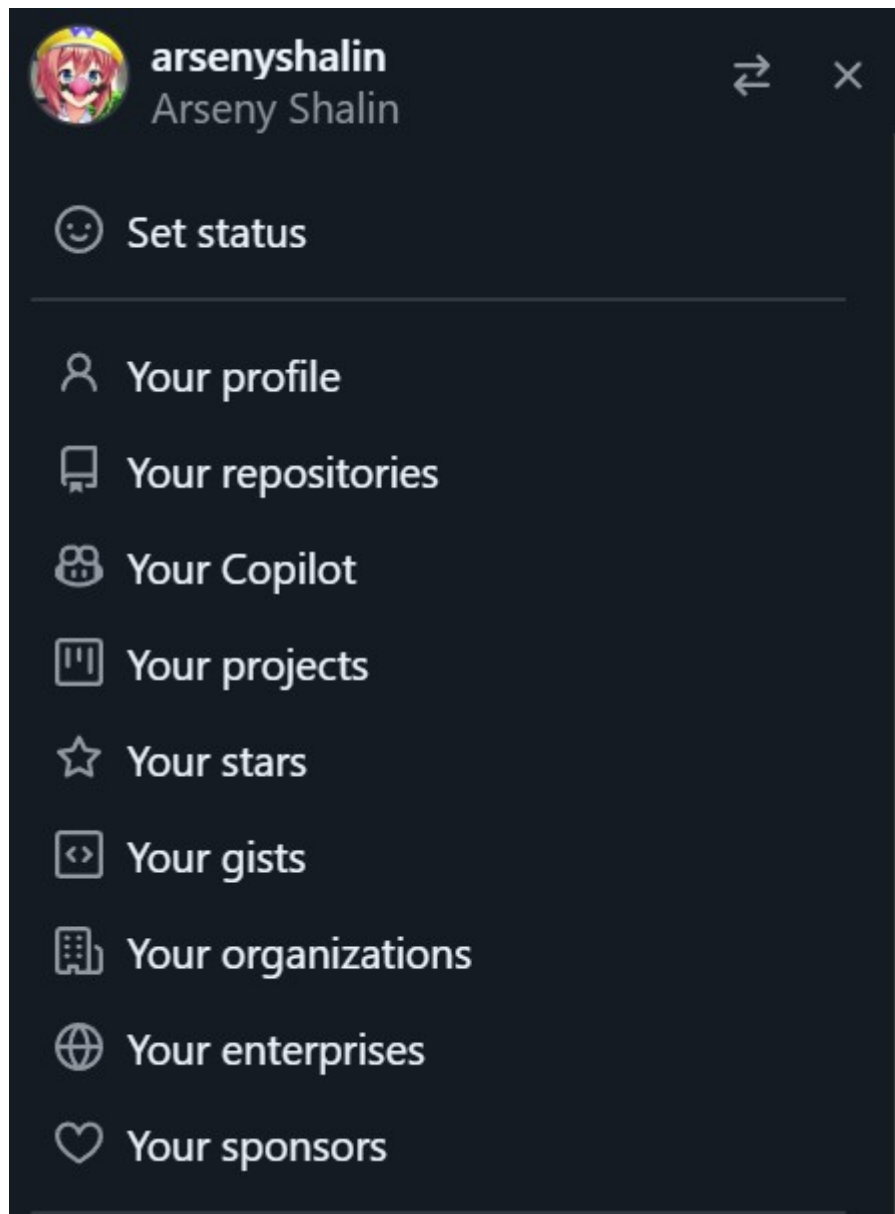 arsenyshalin
Arseny Shalin
Set status
Your profile
Your repositories
Your Copilot
Your projects
Your stars
Your gists
Your organizations
Your enterprises
Your sponsors